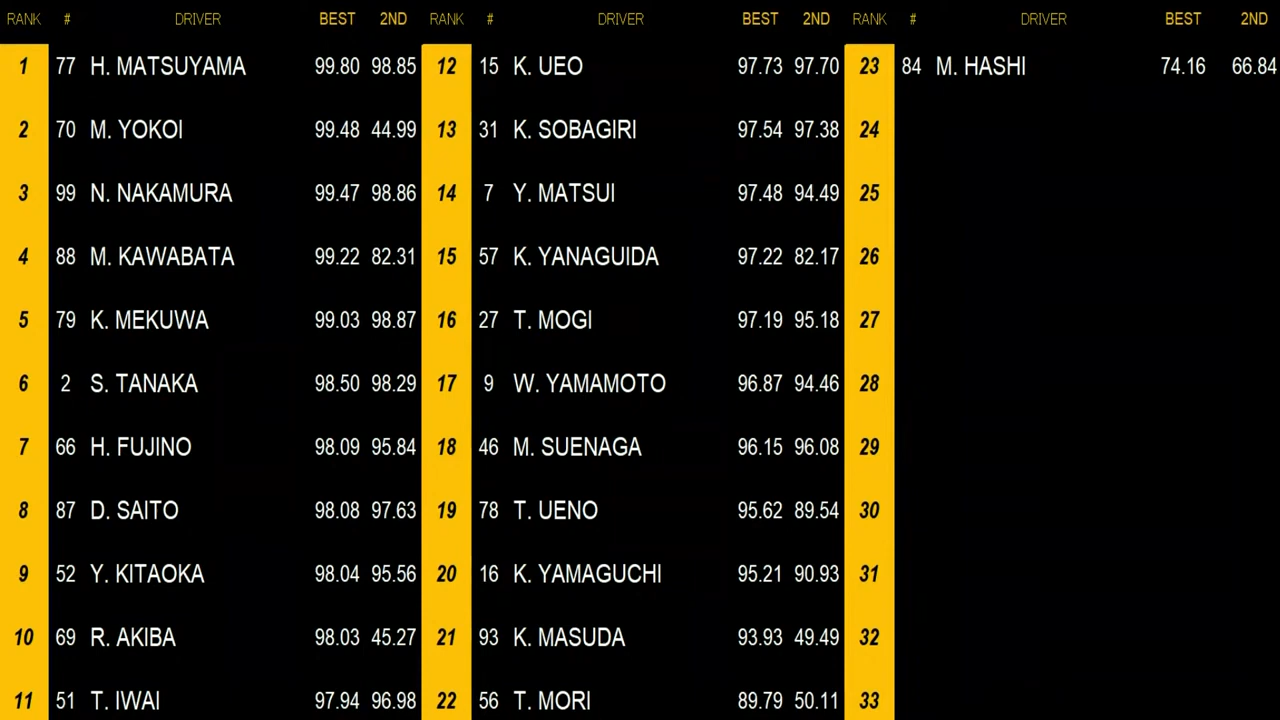 RANK # DRIVER BEST 2ND RANK # DRIVER BEST 2ND RANK # DRIVER BEST 2ND
1 77 H. MATSUYAMA 99.80 98.85 12 15 K. UEO 97.73 97.70 23 84 M. HASHI 74.16 66.84
2 70 M. YOKOI 99.48 44.99 13 31 K. SOBAGIRI 97.54 97.38 24
3 99 N. NAKAMURA 99.47 98.86 14 7 Y. MATSUI 97.48 94.49 25
4 88 M. KAWABATA 99.22 82.31 15 57 K. YANAGUIDA 97.22 82.17 26
5 79 K. MEKUWA 99.03 98.87 16 27 T. MOGI 97.19 95.18 27
6 2 S. TANAKA 98.50 98.29 17 9 W. YAMAMOTO 96.87 94.46 28
7 66 H. FUJINO 98.09 95.84 18 46 M. SUENAGA 96.15 96.08 29
8 87 D. SAITO 98.08 97.63 19 78 T. UENO 95.62 89.54 30
9 52 Y. KITAOKA 98.04 95.56 20 16 K. YAMAGUCHI 95.21 90.93 31
10 69 R. AKIBA 98.03 45.27 21 93 K. MASUDA 93.93 49.49 32
11 51 T. IWAI 97.94 96.98 22 56 T. MORI 89.79 50.11 33